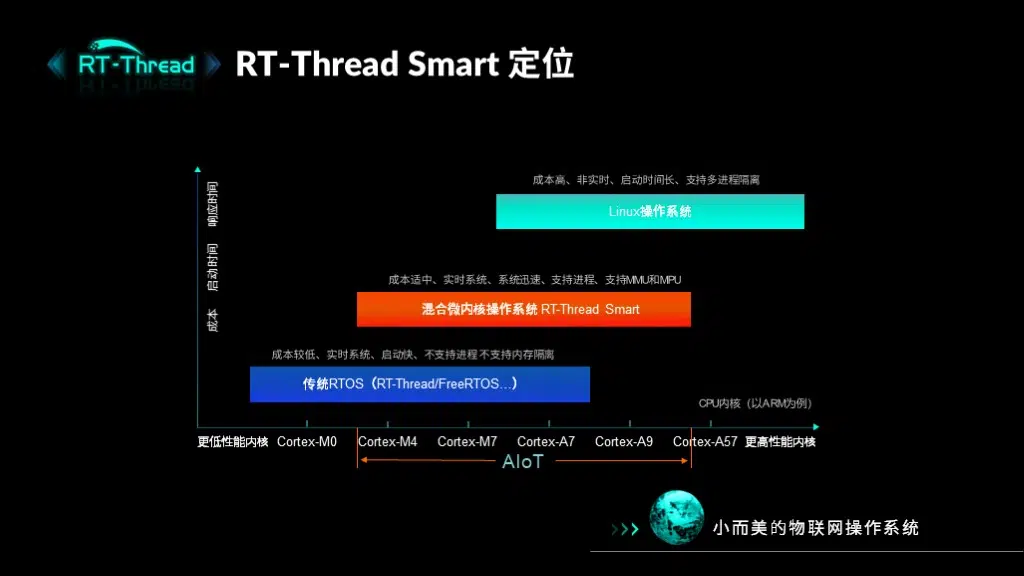 RT-Thread
RT-Thread Smart 定位
成本高、非实时、启动时间长、支持多进程隔离
Linux操作系统
成本适中、实时系统、系统迅速、支持进程、支持MMU和MPU
混合微内核操作系统 RT-Thread Smart
成本较低、实时系统、启动快、不支持进程 不支持内存隔离
传统RTOS（RT-Thread/FreeRTOS…）
成本 启动时间 响应时间
CPU内核（以ARM为例）
更低性能内核 Cortex-M0 Cortex-M4 Cortex-M7 Cortex-A7 Cortex-A9 Cortex-A57 更高性能内核
AIoT
小而美的物联网操作系统